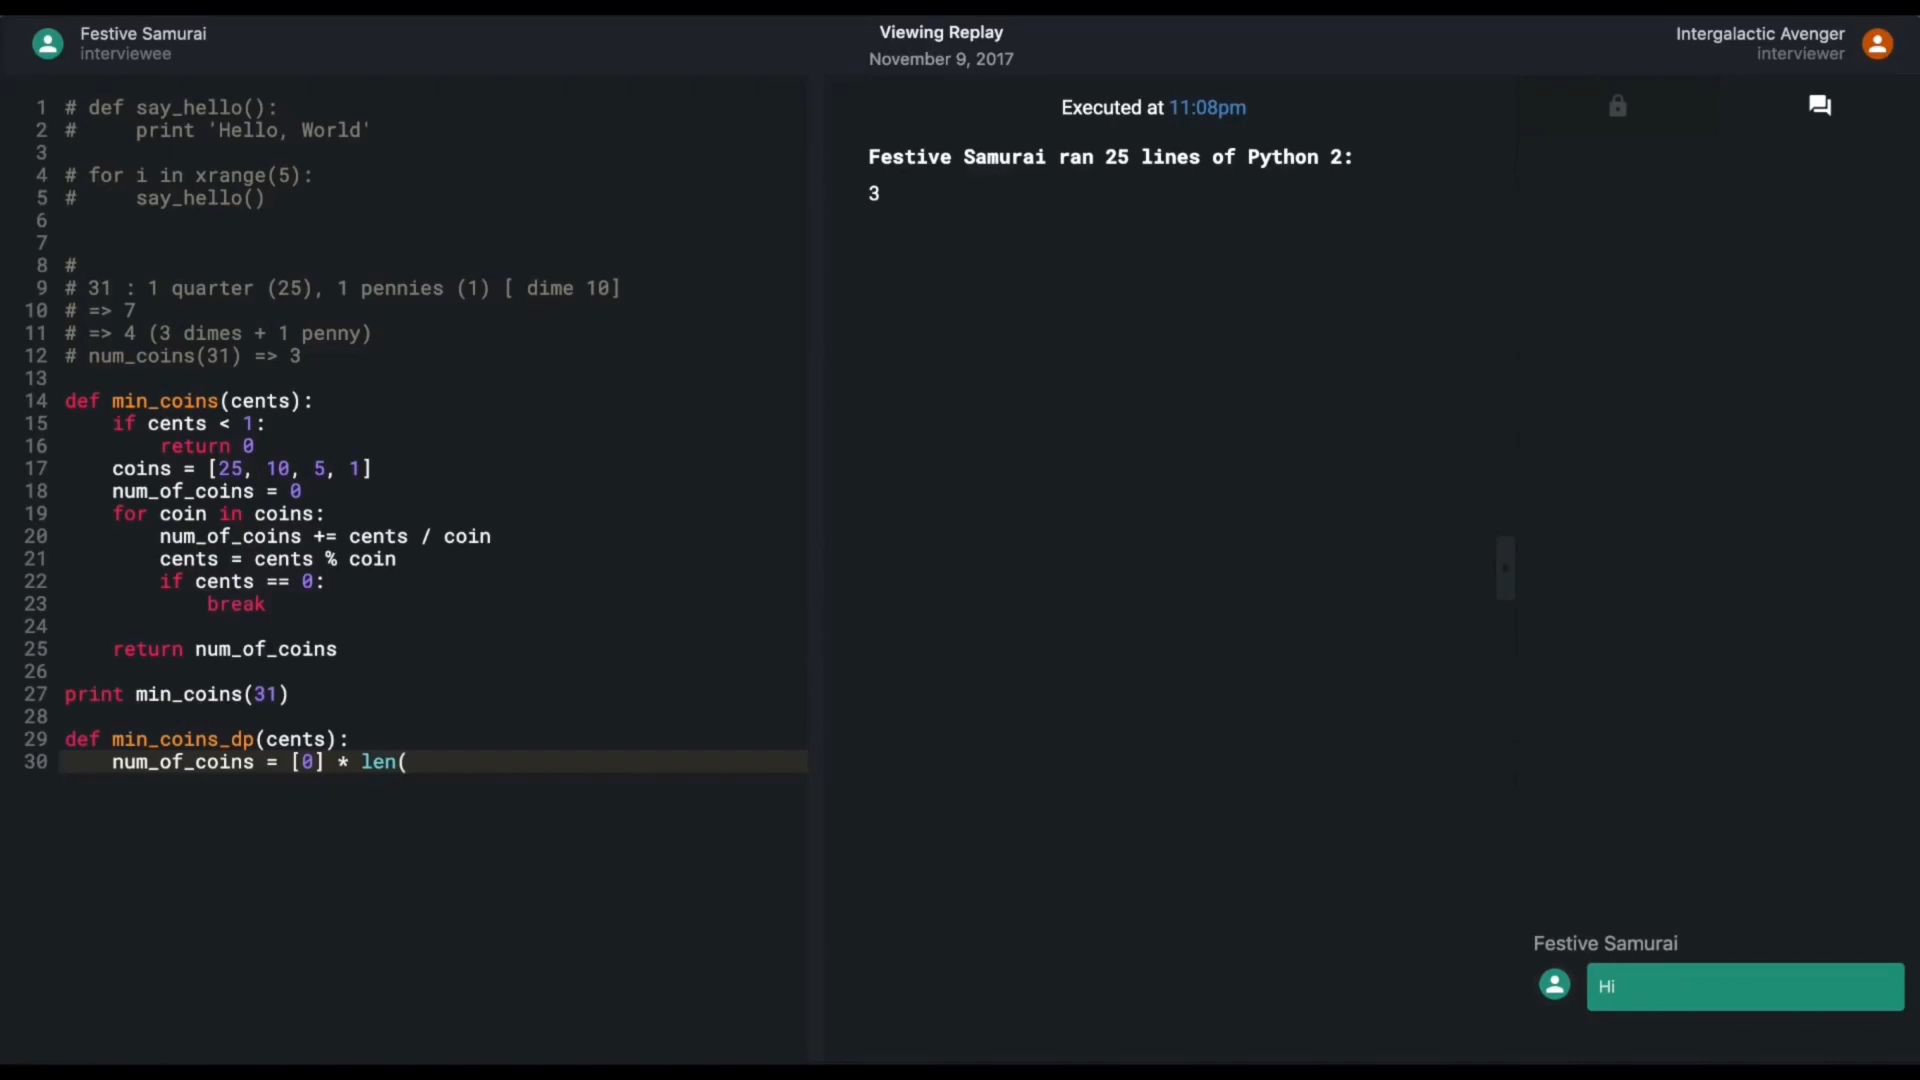 Festive Samurai
interviewee
Viewing Replay
November 9, 2017
Intergalactic Avenger
interviewer
1 # def say_hello():
2 #     print 'Hello, World'
3
4 # for i in xrange(5):
5 #     say_hello()
6
7
8 #
9 # 31 : 1 quarter (25), 1 pennies (1) [ dime 10]
10 # => 7
11 # => 4 (3 dimes + 1 penny)
12 # num_coins(31) => 3
13
14 def min_coins(cents):
15     if cents < 1:
16         return 0
17     coins = [25, 10, 5, 1]
18     num_of_coins = 0
19     for coin in coins:
20         num_of_coins += cents / coin
21         cents = cents % coin
22         if cents == 0:
23             break
24
25     return num_of_coins
26
27 print min_coins(31)
28
29 def min_coins_dp(cents):
30     num_of_coins = [0] * len(
Executed at 11:08pm
Festive Samurai ran 25 lines of Python 2:
3
Festive Samurai
Hi